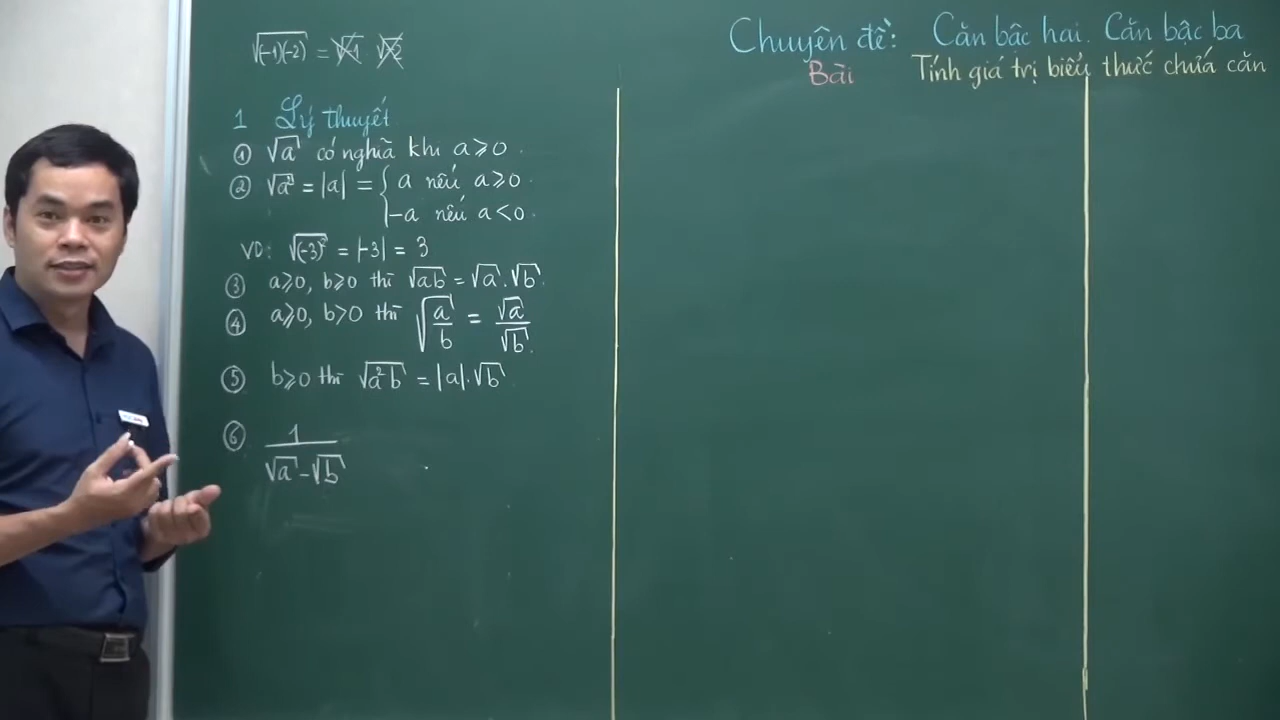 Chuyên đề: Căn bậc hai. Căn bậc ba
Bài Tính giá trị biểu thức chứa căn
√(-1)(-2) = √-1 √-2
1 Lý thuyết
① √a có nghĩa khi a ⩾ 0.
② √a² = |a| = { a nếu a ⩾ 0.
-a nếu a < 0.
VD: √(-3)² = |-3| = 3
③ a ⩾ 0, b ⩾ 0 thì √ab = √a . √b.
④ a ⩾ 0, b > 0 thì √a/b = √a/√b.
⑤ b ⩾ 0 thì √a²b = |a|.√b.
⑥ 1/(√a - √b)